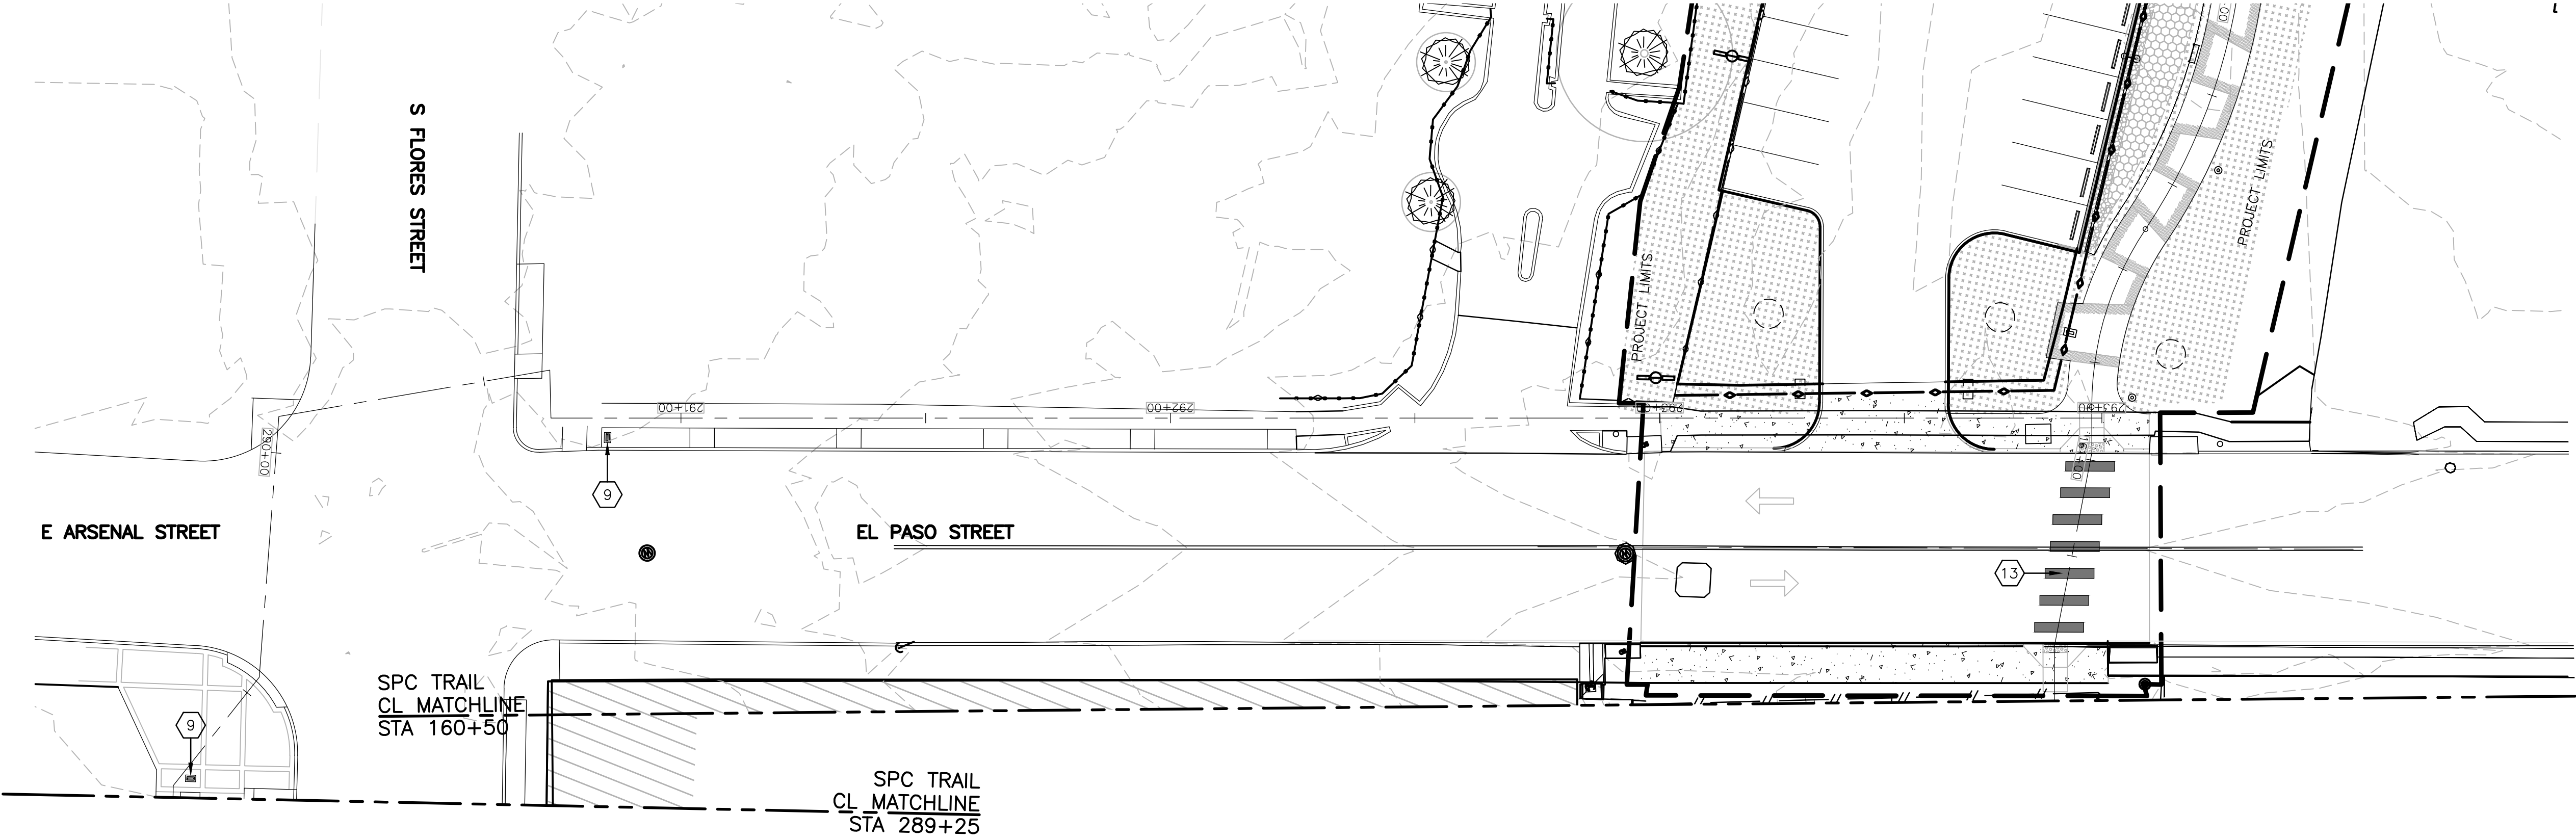 S FLORES STREET
PROJECT LIMITS
PROJECT LIMITS
291+00
292+00
290+00
161+00
9
E ARSENAL STREET
EL PASO STREET
13
SPC TRAIL
CL MATCHLINE
STA 160+50
9
SPC TRAIL
CL MATCHLINE
STA 289+25